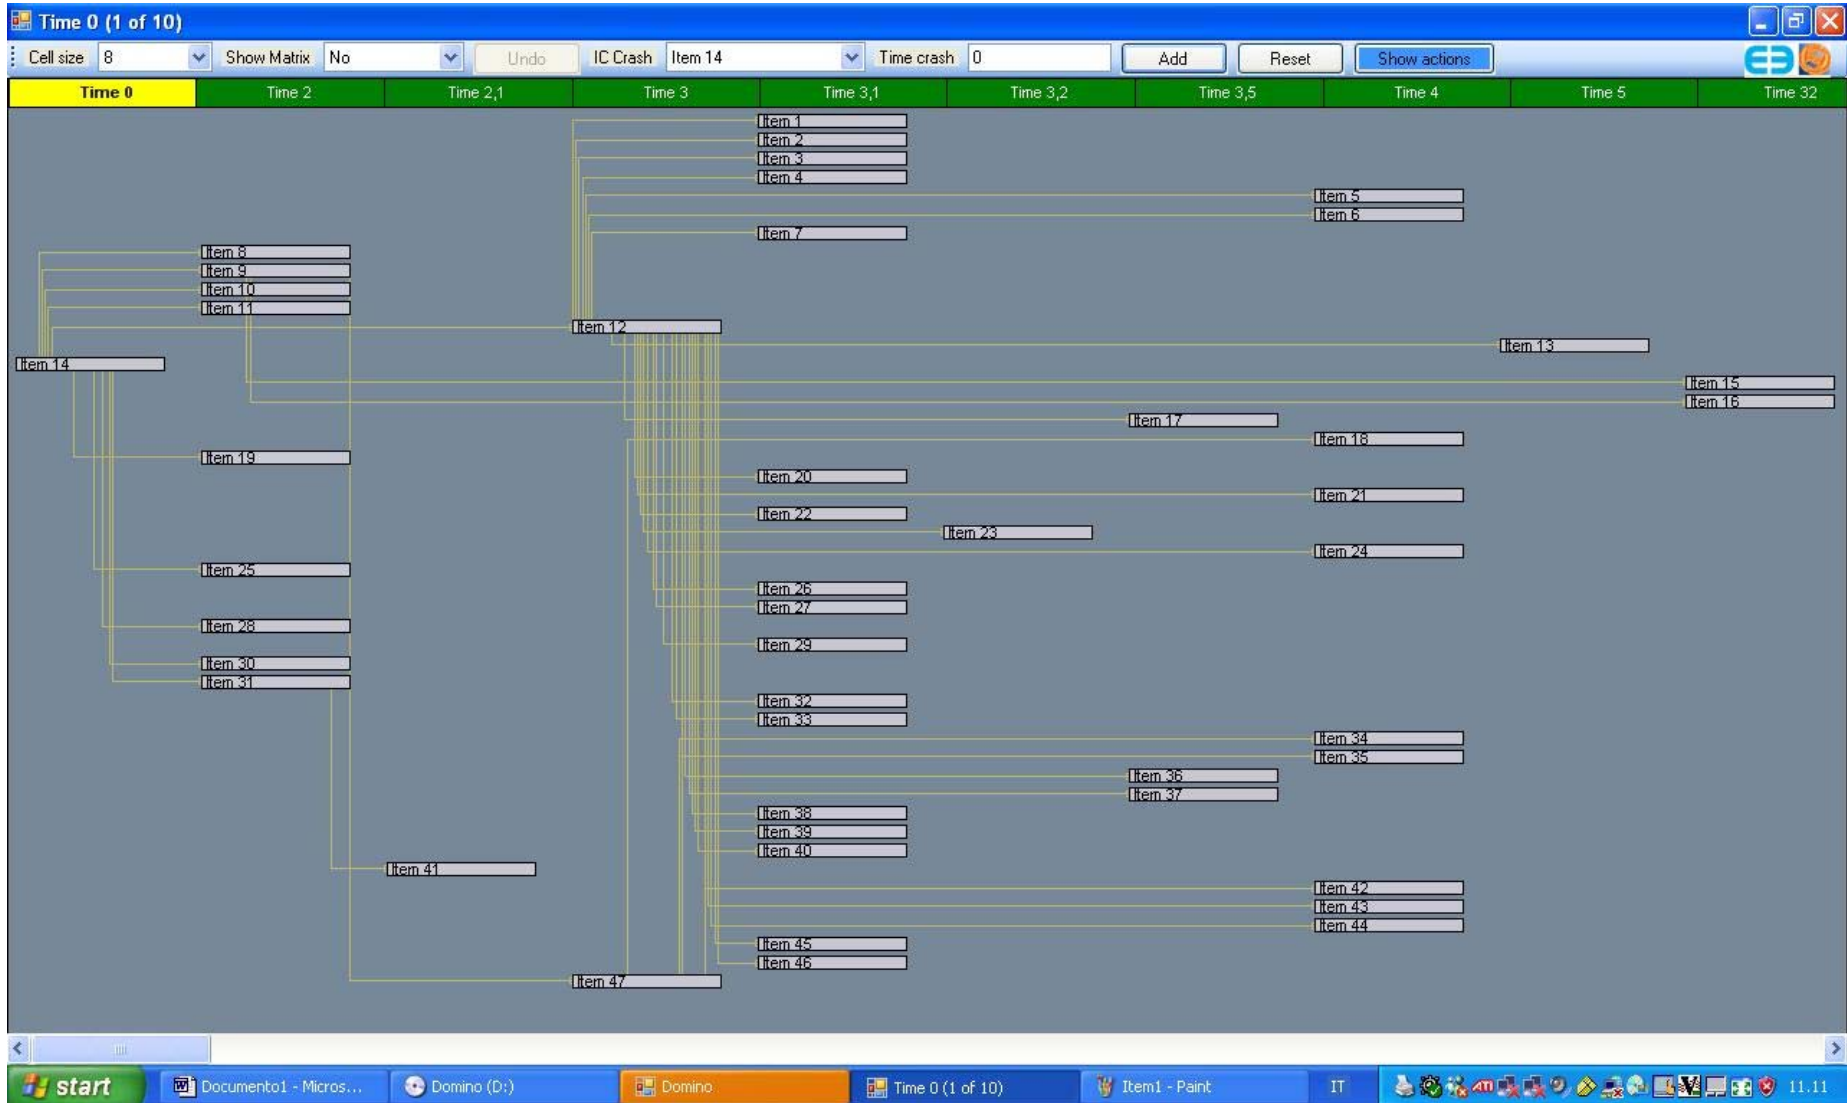 Time 0 (1 of 10)
Cell size 8 Show Matrix No Undo IC Crash Item 14 Time crash 0 Add Reset Show actions
Time 0 Time 2 Time 2,1 Time 3 Time 3,1 Time 3,2 Time 3,5 Time 4 Time 5 Time 32
Item 1
Item 2
Item 3
Item 4
Item 5
Item 6
Item 7
Item 8
Item 9
Item 10
Item 11
Item 12
Item 13
Item 14
Item 15
Item 16
Item 17
Item 18
Item 19
Item 20
Item 21
Item 22
Item 23
Item 24
Item 25
Item 26
Item 27
Item 28
Item 29
Item 30
Item 31
Item 32
Item 33
Item 34
Item 35
Item 36
Item 37
Item 38
Item 39
Item 40
Item 41
Item 42
Item 43
Item 44
Item 45
Item 46
Item 47
start Documento1 - Micros... Domino (D:) Domino Time 0 (1 of 10) Item1 - Paint IT ATI 11.11